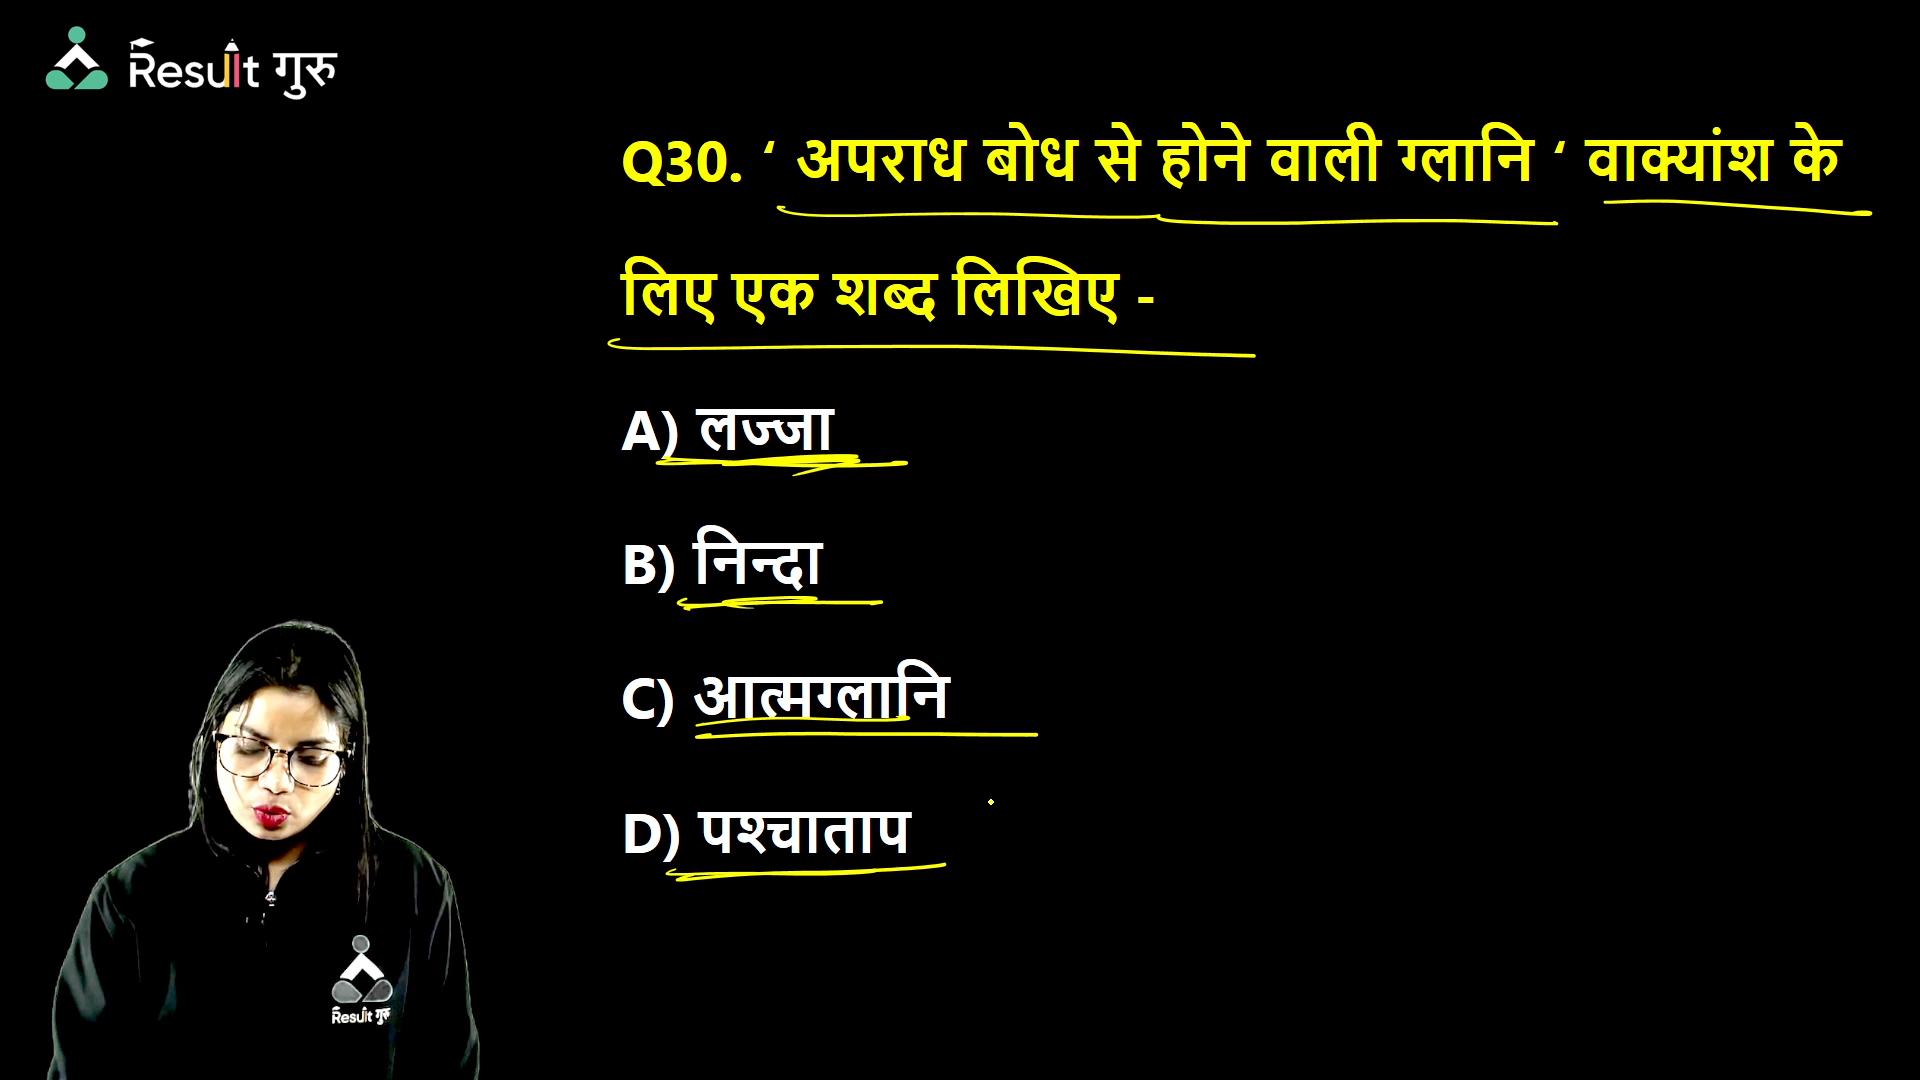 Result गुरु
Q30. ‘ अपराध बोध से होने वाली ग्लानि ‘ वाक्यांश के
लिए एक शब्द लिखिए -
A) लज्जा
B) निन्दा
C) आत्मग्लानि
D) पश्चाताप
Result गुरु